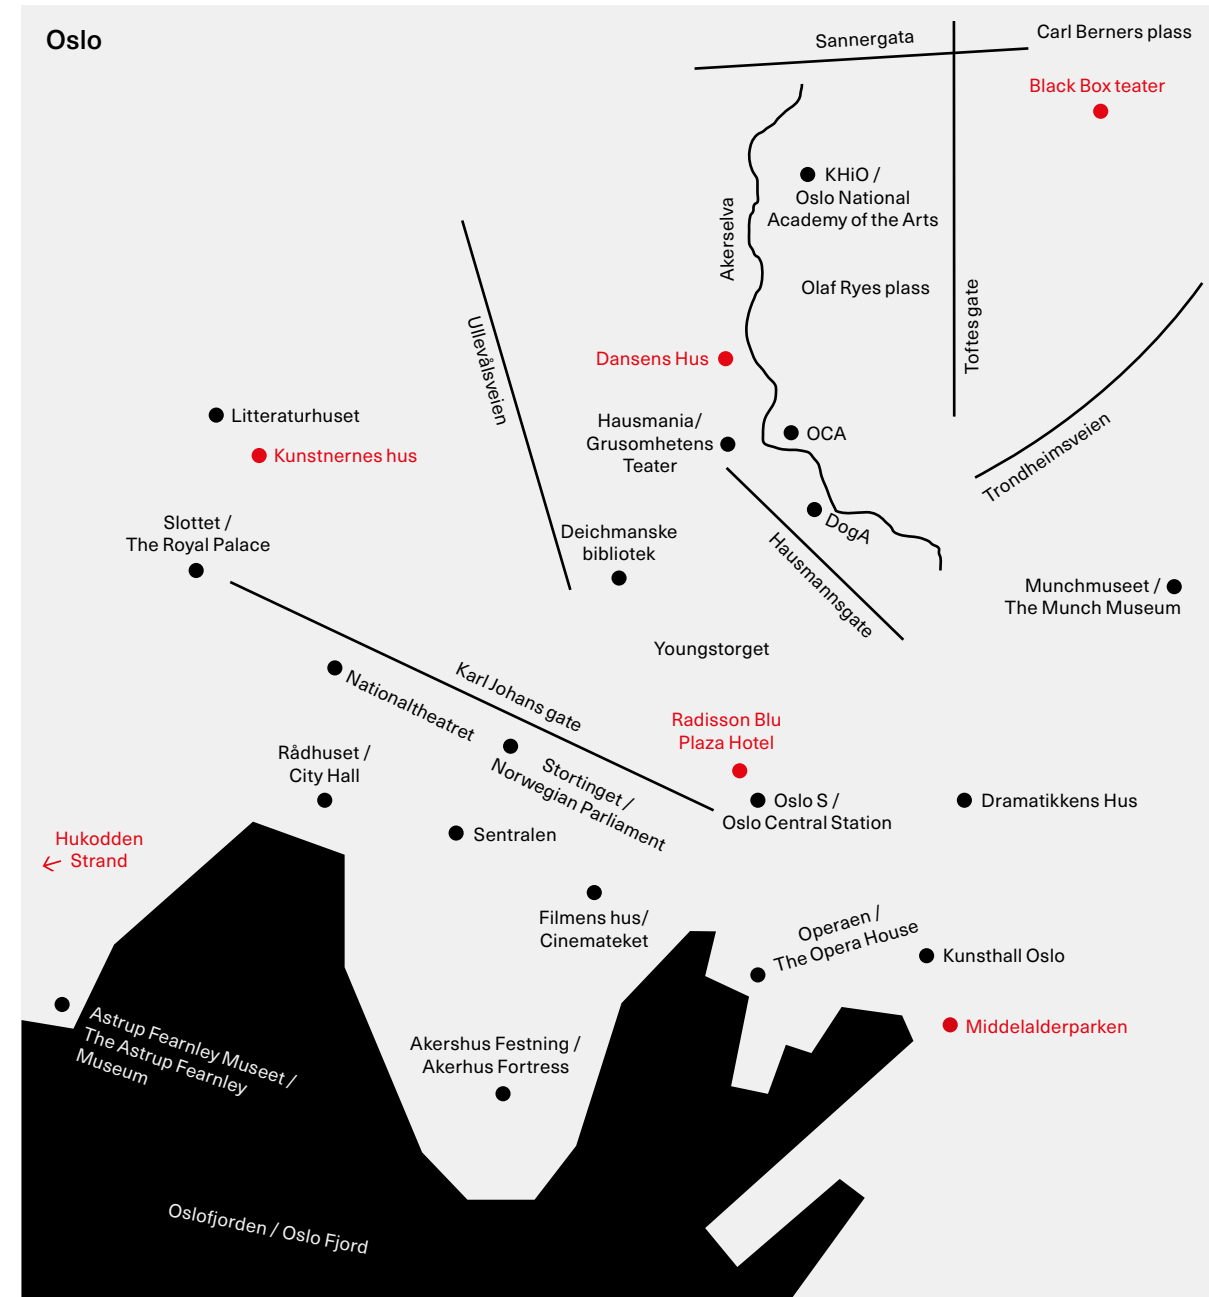 Oslo
Sannergata
Carl Berners plass
Black Box teater
KHiO /
Oslo National
Academy of the Arts
Akerselva
Olaf Ryes plass
Toftes gate
Ullevålsveien
Dansens Hus
Litteraturhuset
Kunstnernes hus
Hausmania/
Grusomhetens
Teater
OCA
Trondheimsveien
Slottet /
The Royal Palace
Deichmanske
bibliotek
DogA
Hausmannsgate
Munchmuseet /
The Munch Museum
Youngstorget
Karl Johans gate
Nationaltheatret
Radisson Blu
Plaza Hotel
Rådhuset /
City Hall
Stortinget /
Norwegian Parliament
Oslo S /
Oslo Central Station
Dramatikkens Hus
Sentralen
Hukodden
Strand
Filmens hus/
Cinemateket
Operaen /
The Opera House
Kunsthall Oslo
Middelalderparken
Astrup Fearnley Museet /
The Astrup Fearnley
Museum
Akershus Festning /
Akerhus Fortress
Oslofjorden / Oslo Fjord